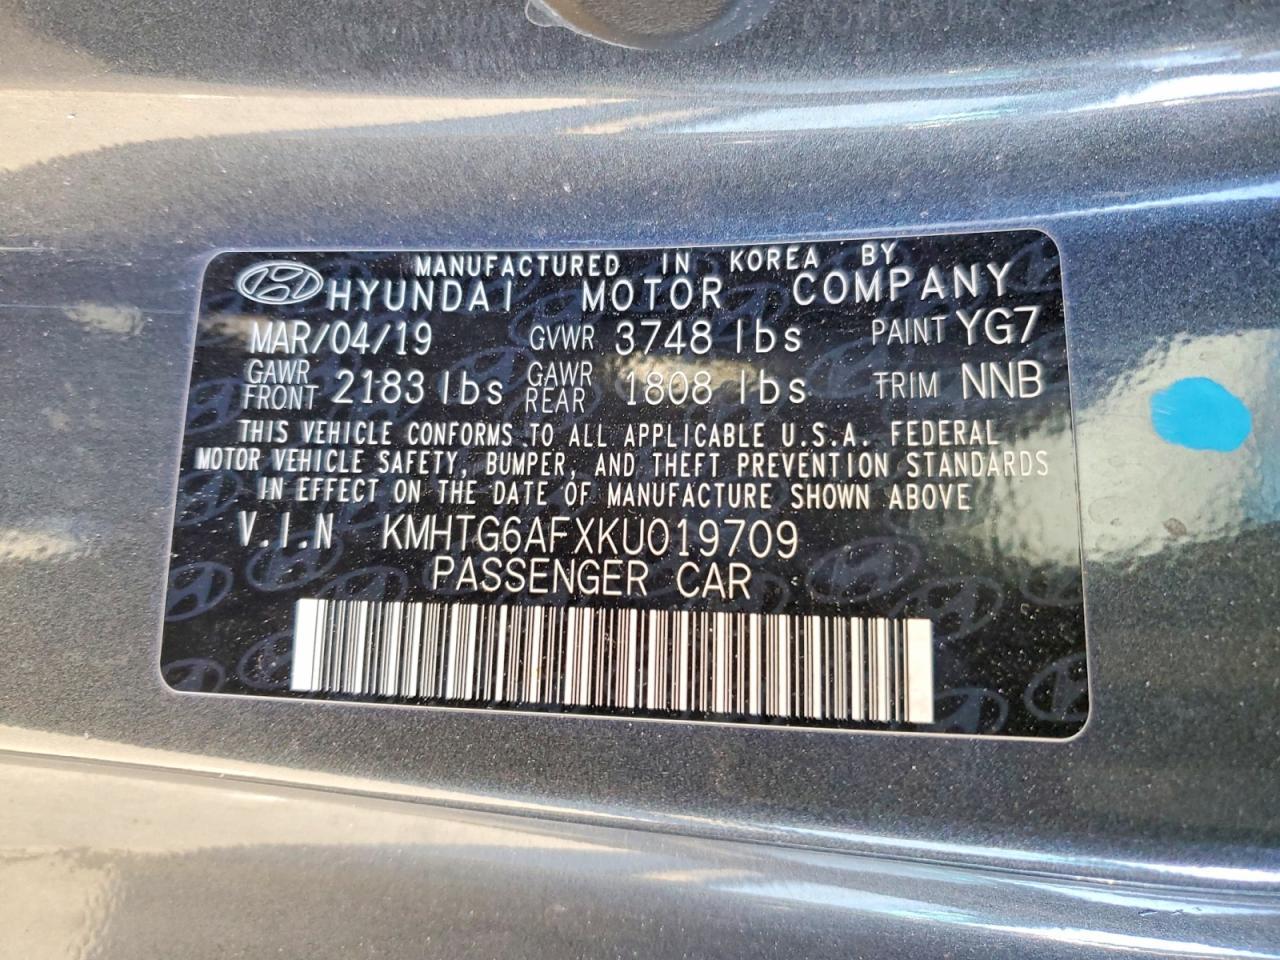 MANUFACTURED IN KOREA BY
HYUNDAI MOTOR COMPANY
MAR/04/19 GVWR 3748 lbs PAINT YG7
GAWR FRONT 2183 lbs GAWR REAR 1808 lbs TRIM NNB
THIS VEHICLE CONFORMS TO ALL APPLICABLE U.S.A. FEDERAL
MOTOR VEHICLE SAFETY, BUMPER, AND THEFT PREVENTION STANDARDS
IN EFFECT ON THE DATE OF MANUFACTURE SHOWN ABOVE
V.I.N KMHTG6AFXKU019709
PASSENGER CAR